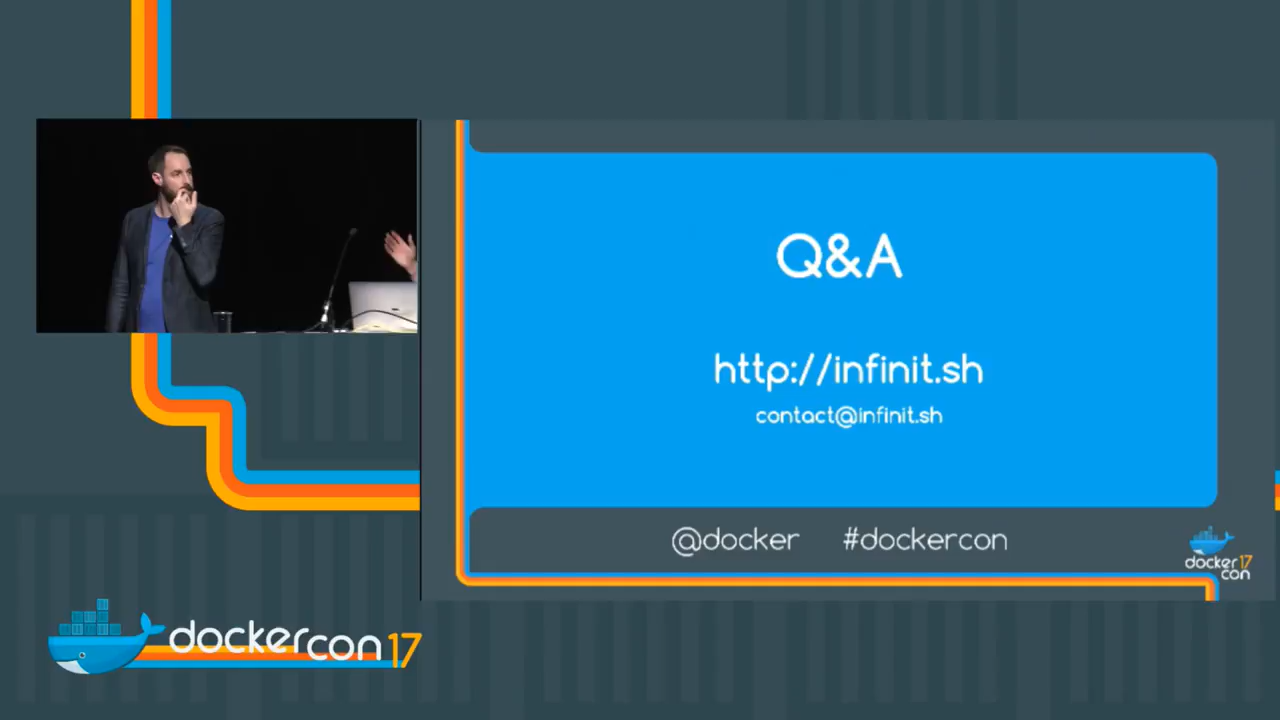 Q&A
http://infinit.sh
contact@infinit.sh
@docker #dockercon
docker 17
con
dockercon 17